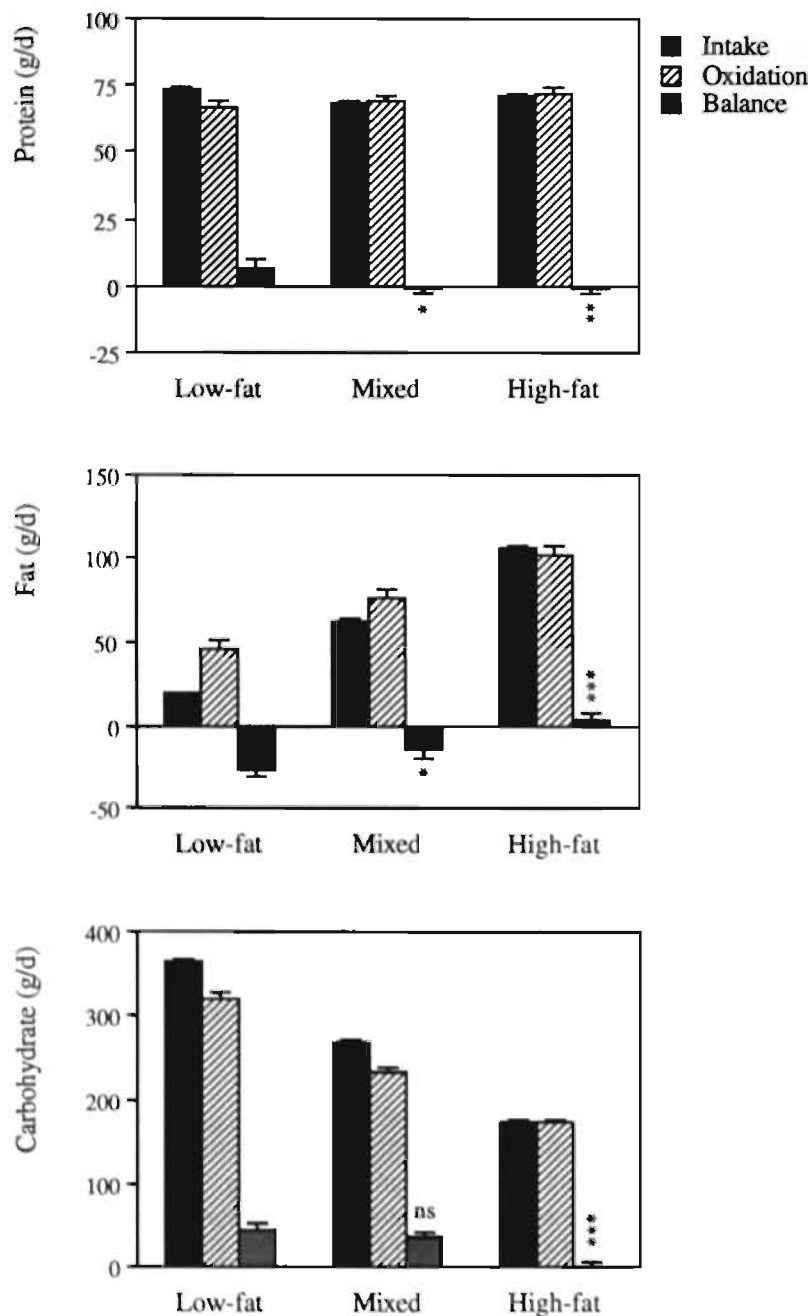 Intake
Oxidation
Balance
Protein (g/d)
100
75
50
25
0
-25
*
**
Low-fat Mixed High-fat
Fat (g/d)
150
100
50
0
-50
*
***
Low-fat Mixed High-fat
Carbohydrate (g/d)
400
300
200
100
0
ns
***
Low-fat Mixed High-fat